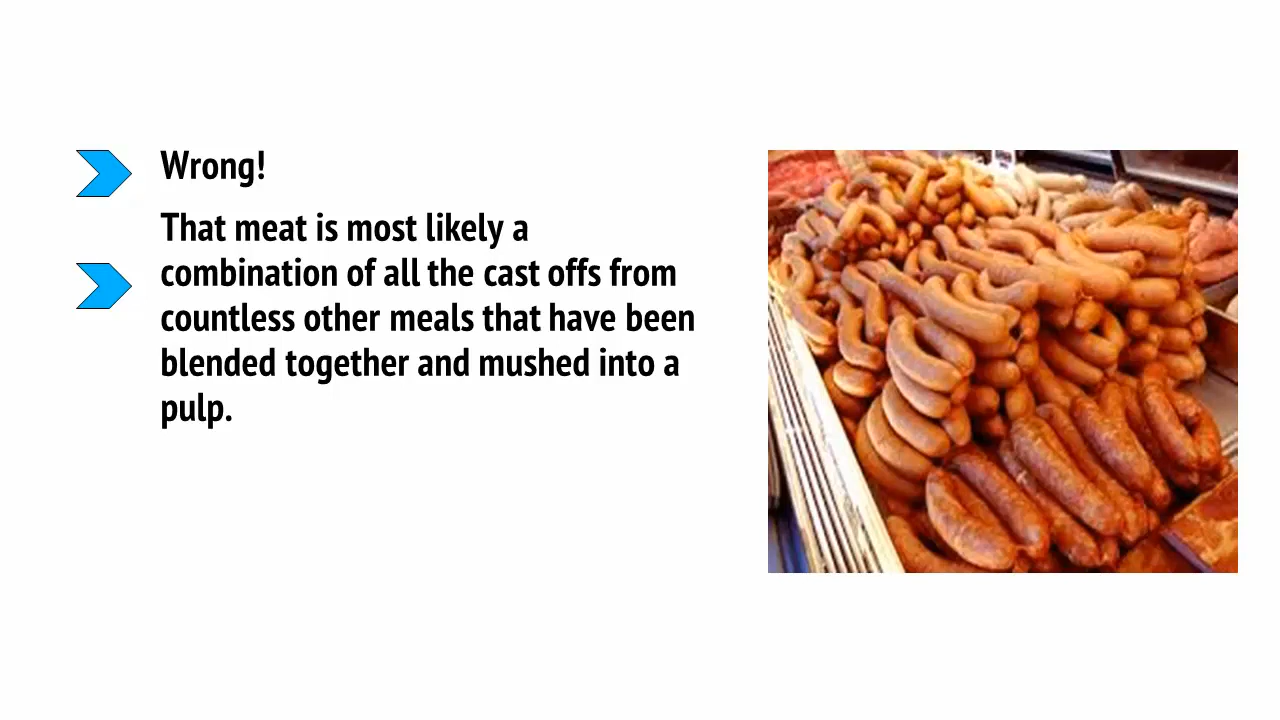 Wrong!
That meat is most likely a
combination of all the cast offs from
countless other meals that have been
blended together and mushed into a
pulp.